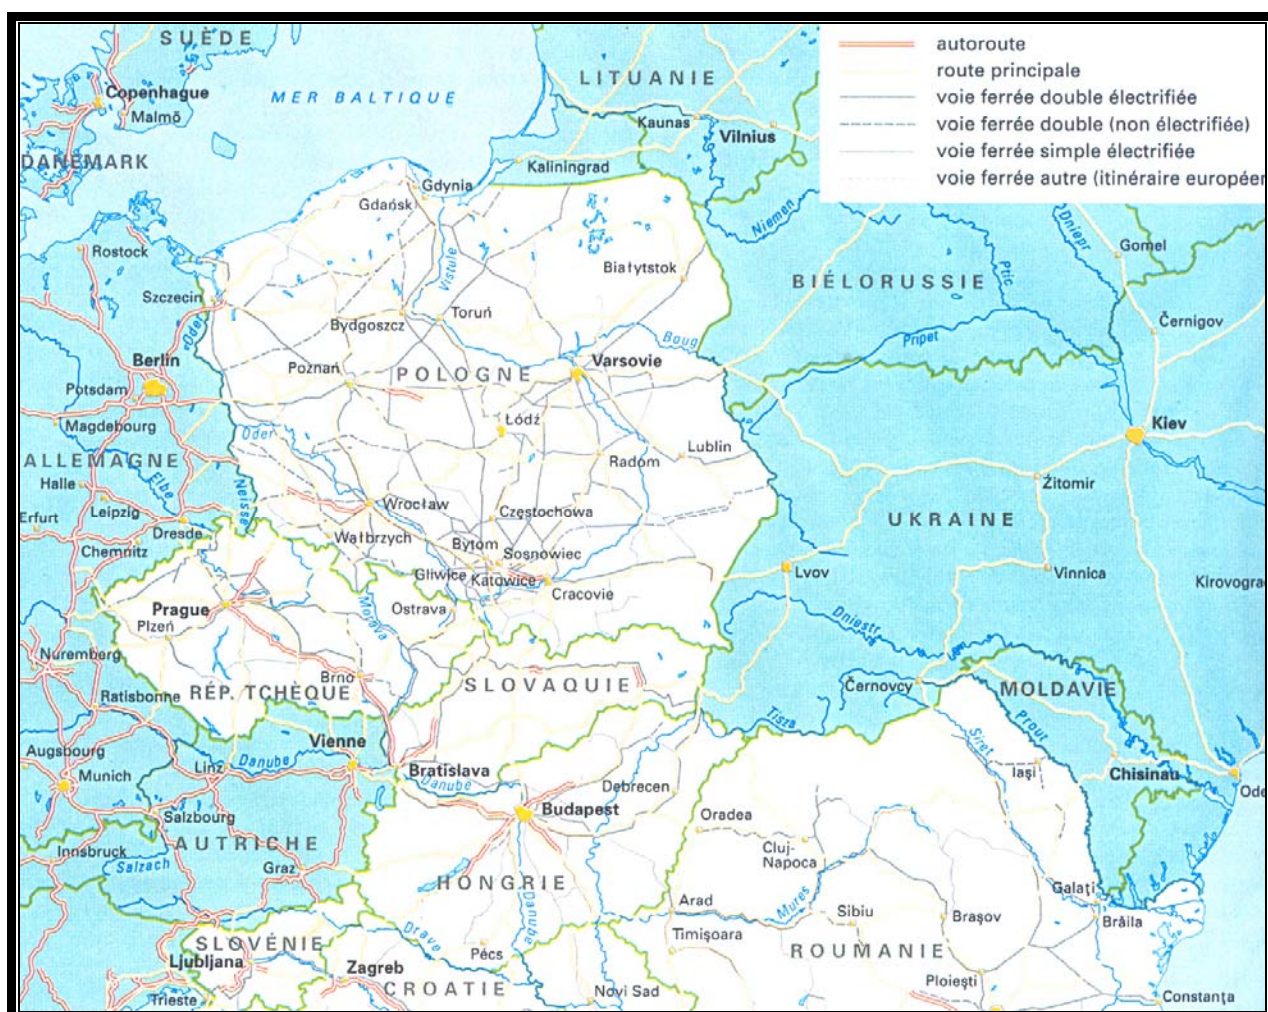 SUÈDE
autoroute
route principale
voie ferrée double électrifiée
voie ferrée double (non électrifiée)
voie ferrée simple électrifiée
voie ferrée autre (itinéraire européen
LITUANIE
Copenhague
MER BALTIQUE
Malmö
Kaunas
Vilnius
DANEMARK
Kaliningrad
Gdynia
Gdańsk
Niemen
Dniepr
Rostock
Vistule
Białytstok
Ptic
Gomel
BIÉLORUSSIE
Szczecin
Oder
Bydgoszcz
Toruń
Černigov
Boug
Pripet
Berlin
Poznań
POLOGNE
Varsovie
Potsdam
Magdebourg
Łódź
Kiev
Oder
ALLEMAGNE
Elbe
Radom
Lublin
Halle
Neisse
Žitomir
Leipzig
Wrocław
Częstochowa
Erfurt
Dresde
UKRAINE
Chemnitz
Wałbrzych
Bytom
Sosnowiec
Gliwice
Katowice
Lvov
Vinnica
Kirovogra
Cracovie
Prague
Ostrava
Plzeń
Morava
Dniestr
Nuremberg
Brno
RÉP. TCHÈQUE
SLOVAQUIE
Černovcy
MOLDAVIE
Ratisbonne
Tisza
Prout
Siret
Vienne
Augsbourg
Linz
Danube
Bratislava
Iaşi
Chisinau
Munich
Danube
Debrecen
Ode
Budapest
Salzbourg
Oradea
AUTRICHE
Cluj-
Napoca
Innsbruck
Salzach
Graz
HONGRIE
Danube
Mures
Galaţi
Arad
Sibiu
Braşov
Brăila
Drave
SLOVÉNIE
Timişoara
Pécs
ROUMANIE
Ljubljana
Zagreb
CROATIE
Ploieşti
Trieste
Novi Sad
Constanţa